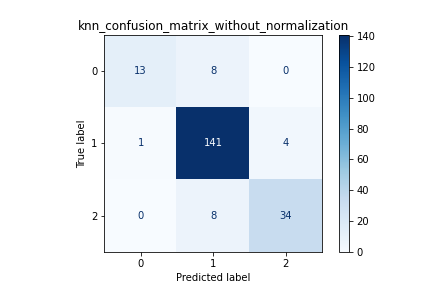 knn_confusion_matrix_without_normalization
140
0 13 8 0
120
100
True label
1 1 141 4
80
60
40
2 0 8 34
20
0
0 1 2
Predicted label